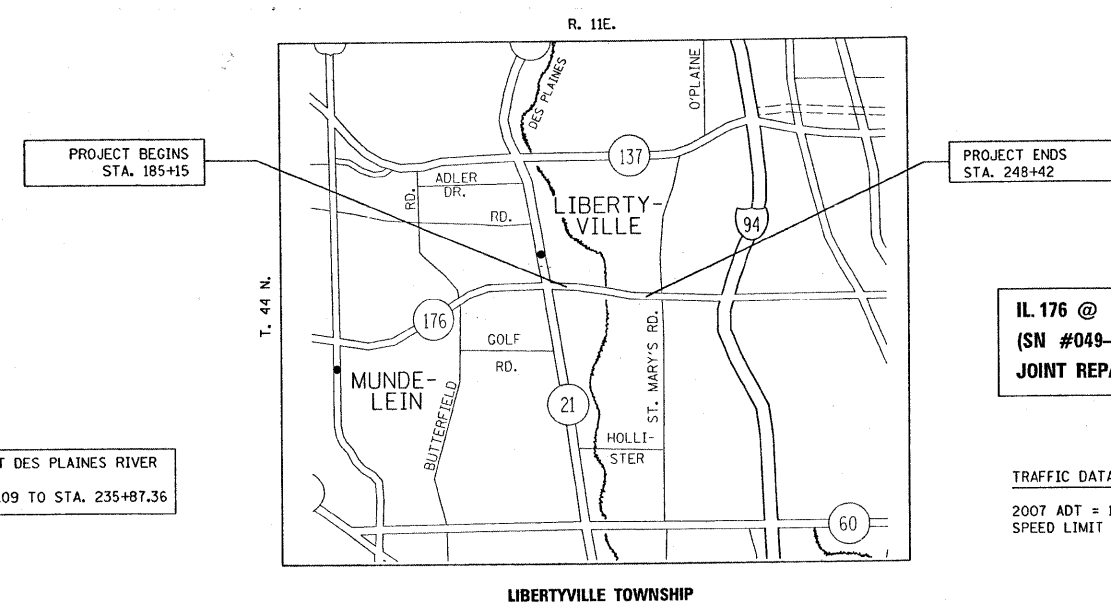 R. 11E.
PROJECT BEGINS
STA. 185+15
PROJECT ENDS
STA. 248+42
DES PLAINES
O'PLAINE
137
ADLER
DR.
RD.
RD.
LIBERTY-
VILLE
94
T. 44 N.
176
GOLF
RD.
ST. MARY'S RD.
MUNDE-
LEIN
BUTTERFIELD
21
HOLLI-
STER
60
IL. 176 @
(SN #049-
JOINT REPA
T DES PLAINES RIVER
.09 TO STA. 235+87.36
TRAFFIC DATA
2007 ADT = 1
SPEED LIMIT
LIBERTYVILLE TOWNSHIP